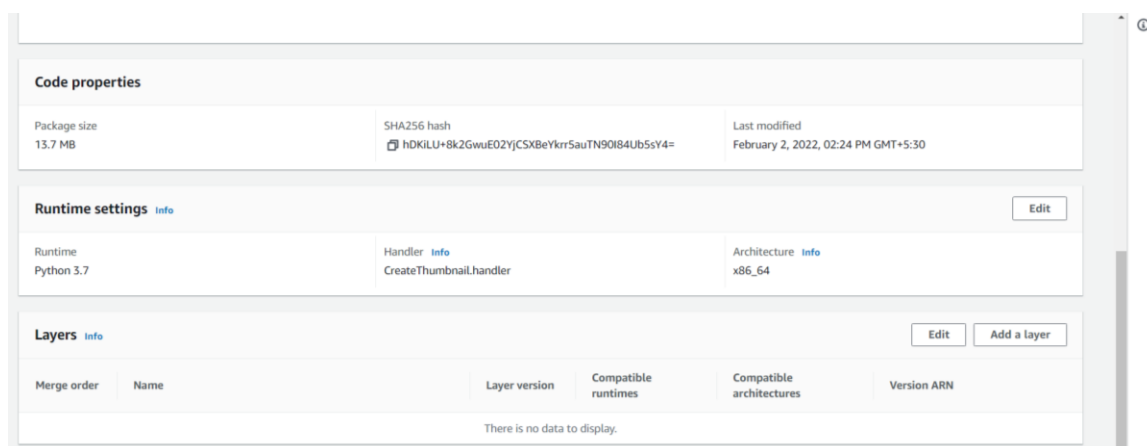 Code properties
Package size
SHA256 hash
Last modified
13.7 MB
hDKiLU+8k2GwuE02YjCSXBeYkrr5auTN90I84Ub5sY4=
February 2, 2022, 02:24 PM GMT+5:30
Runtime settings Info
Edit
Runtime
Handler Info
Architecture Info
Python 3.7
CreateThumbnail.handler
x86_64
Layers Info
Edit
Add a layer
Merge order
Name
Layer version
Compatible
runtimes
Compatible
architectures
Version ARN
There is no data to display.